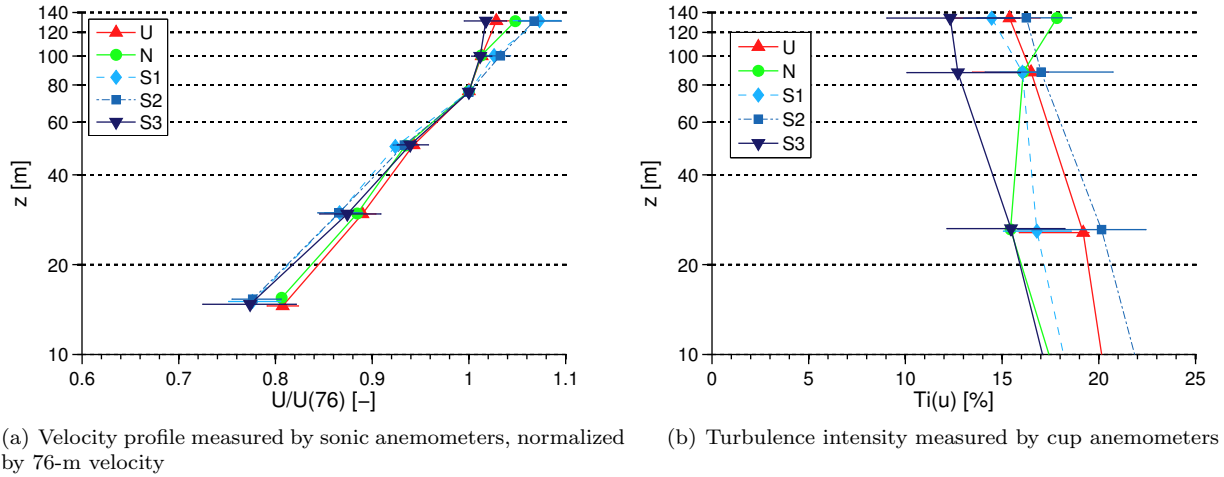 140
120
100
80
60
40
20
10
z [m]
U
N
S1
S2
S3
0.6 0.7 0.8 0.9 1 1.1
U/U(76) [−]
140
120
100
80
60
40
20
10
z [m]
U
N
S1
S2
S3
0 5 10 15 20 25
Ti(u) [%]
(a) Velocity profile measured by sonic anemometers, normalized
by 76-m velocity
(b) Turbulence intensity measured by cup anemometers